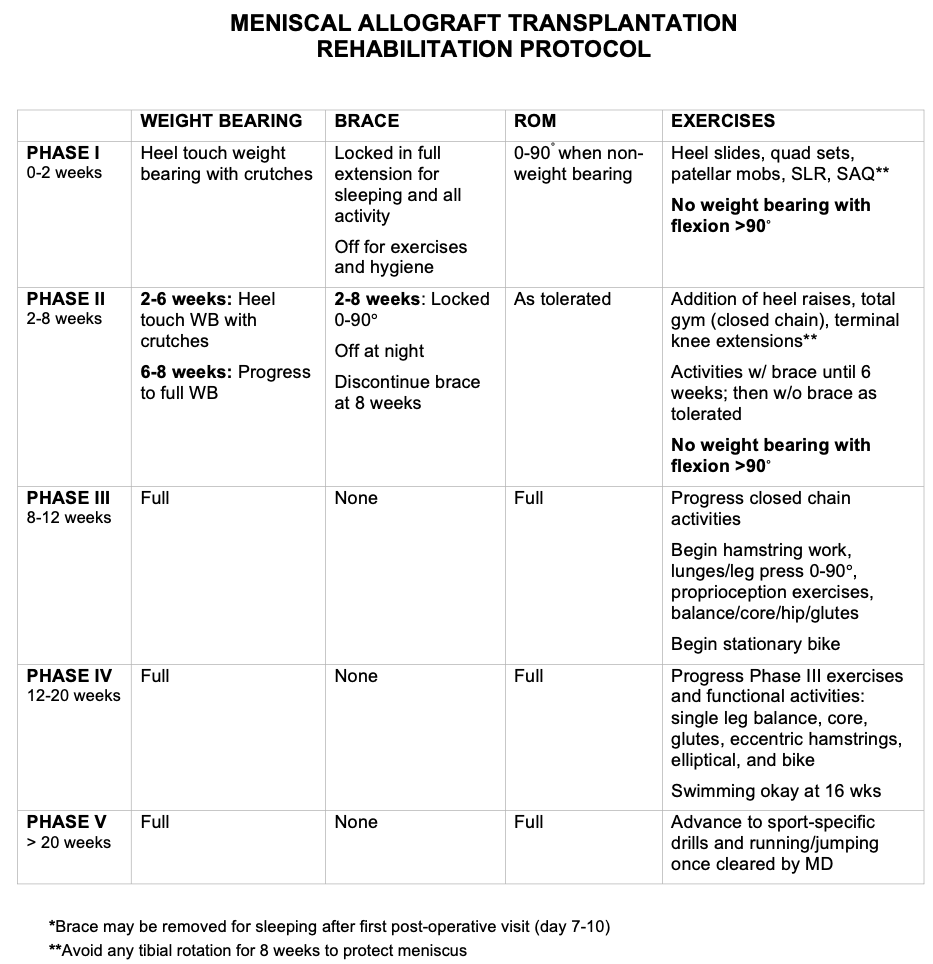 MENISCAL ALLOGRAFT TRANSPLANTATION
REHABILITATION PROTOCOL
WEIGHT BEARING
BRACE
ROM
EXERCISES
PHASE I
0-2 weeks
Heel touch weight
bearing with crutches
Locked in full
extension for
sleeping and all
activity
Off for exercises
and hygiene
0-90° when non-
weight bearing
Heel slides, quad sets,
patellar mobs, SLR, SAQ**
No weight bearing with
flexion >90°
PHASE II
2-8 weeks
2-6 weeks: Heel
touch WB with
crutches
6-8 weeks: Progress
to full WB
2-8 weeks: Locked
0-90°
Off at night
Discontinue brace
at 8 weeks
As tolerated
Addition of heel raises, total
gym (closed chain), terminal
knee extensions**
Activities w/ brace until 6
weeks; then w/o brace as
tolerated
No weight bearing with
flexion >90°
PHASE III
8-12 weeks
Full
None
Full
Progress closed chain
activities
Begin hamstring work,
lunges/leg press 0-90°,
proprioception exercises,
balance/core/hip/glutes
Begin stationary bike
PHASE IV
12-20 weeks
Full
None
Full
Progress Phase III exercises
and functional activities:
single leg balance, core,
glutes, eccentric hamstrings,
elliptical, and bike
Swimming okay at 16 wks
PHASE V
> 20 weeks
Full
None
Full
Advance to sport-specific
drills and running/jumping
once cleared by MD
*Brace may be removed for sleeping after first post-operative visit (day 7-10)
**Avoid any tibial rotation for 8 weeks to protect meniscus